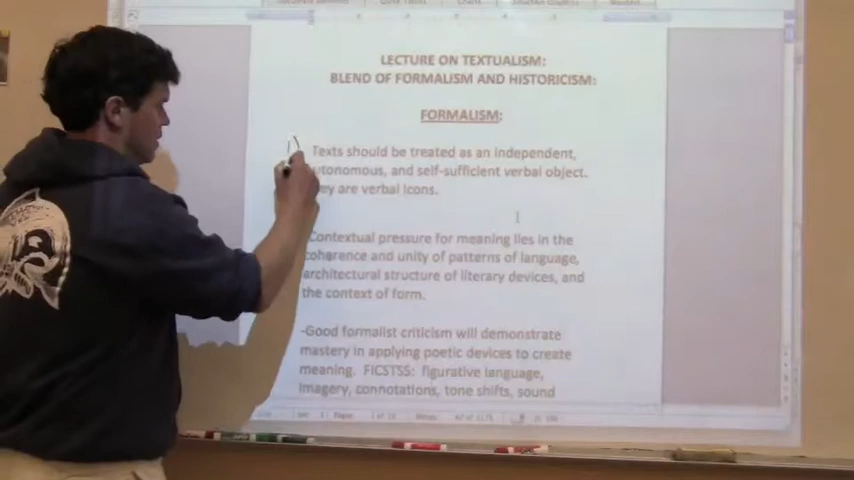 LECTURE ON TEXTUALISM:
BLEND OF FORMALISM AND HISTORICISM:
FORMALISM:
Texts should be treated as an independent,
utonomous, and self-sufficient verbal object.
ey are verbal icons.
Contextual pressure for meaning lies in the
coherence and unity of patterns of language,
architectural structure of literary devices, and
the context of form.
-Good formalist criticism will demonstrate
mastery in applying poetic devices to create
meaning. FICSTSS: figurative language,
imagery, connotations, tone shifts, sound